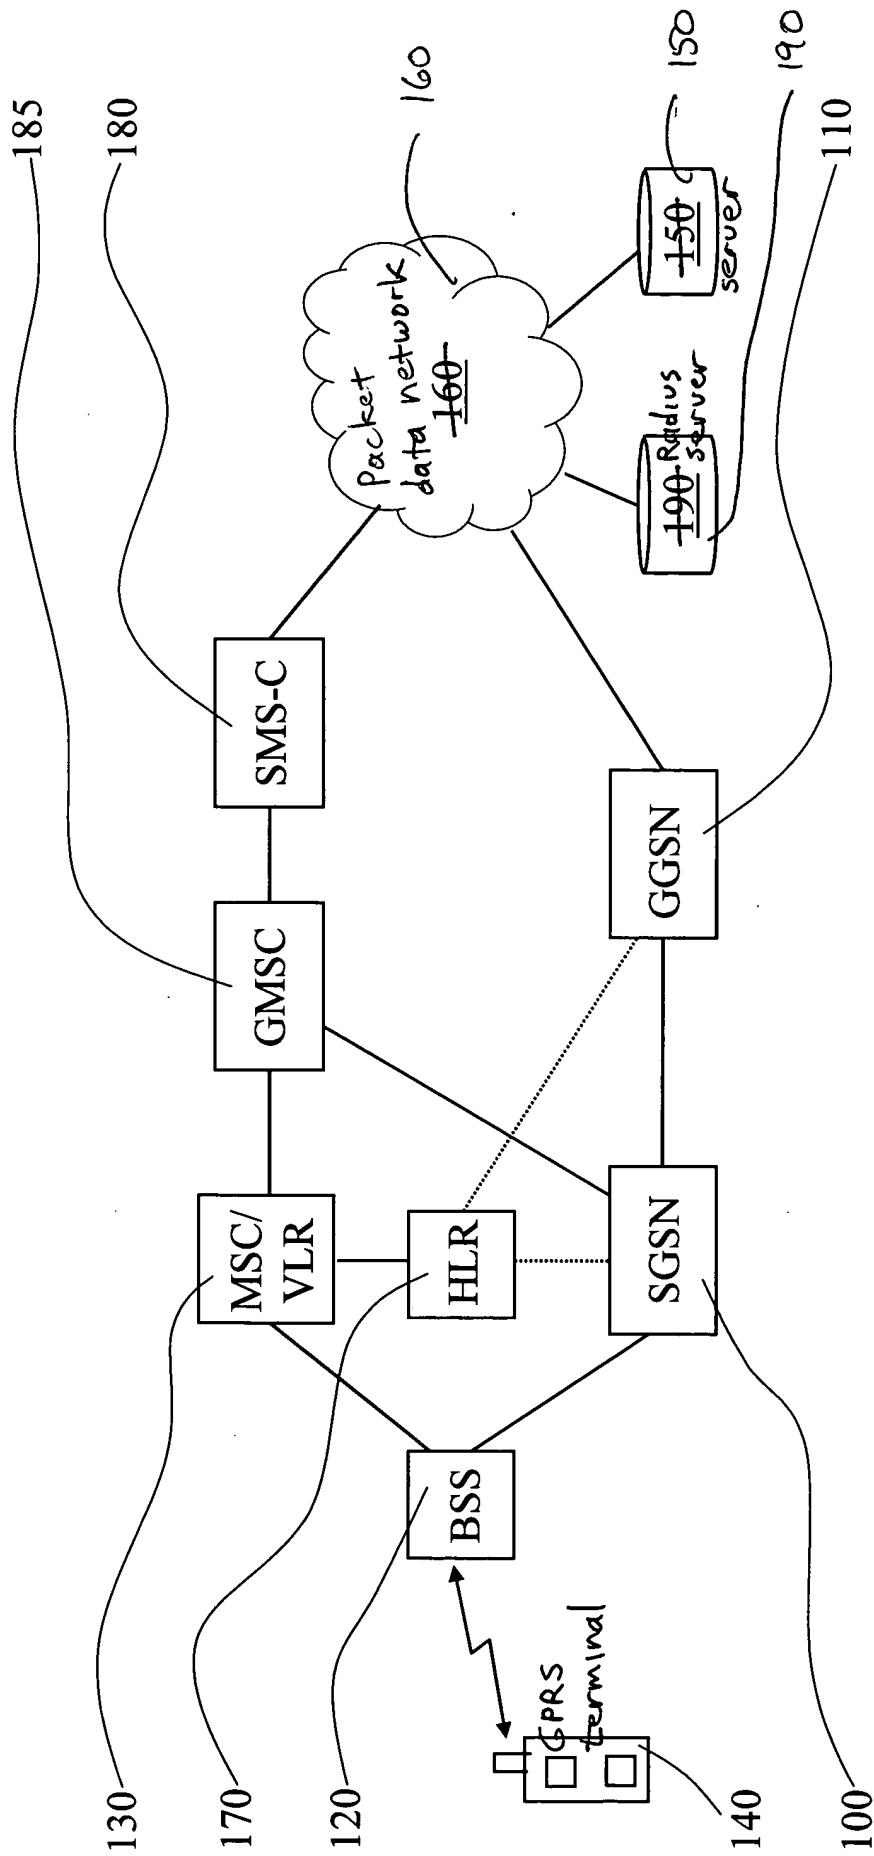 185
180
160
150
190
110
Packet
data network
160
150
server
190 Radius
server
SMS-C
GMSC
GGSN
MSC/
VLR
HLR
SGSN
BSS
GPRS
terminal
130
170
120
140
100